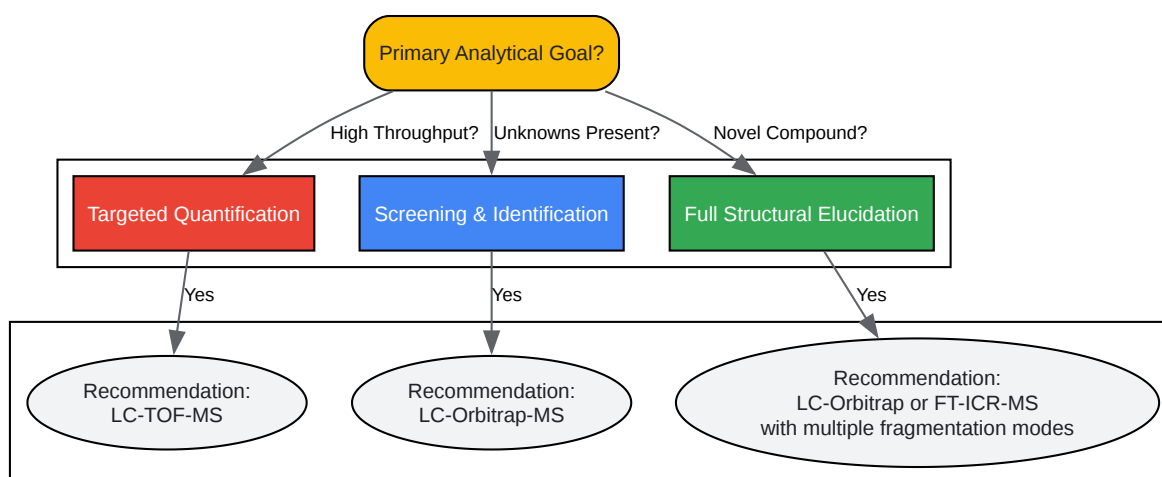 Primary Analytical Goal?
High Throughput?
Unknowns Present?
Novel Compound?
Targeted Quantification
Screening & Identification
Full Structural Elucidation
Yes
Yes
Yes
Recommendation:
LC-TOF-MS
Recommendation:
LC-Orbitrap-MS
Recommendation:
LC-Orbitrap or FT-ICR-MS
with multiple fragmentation modes